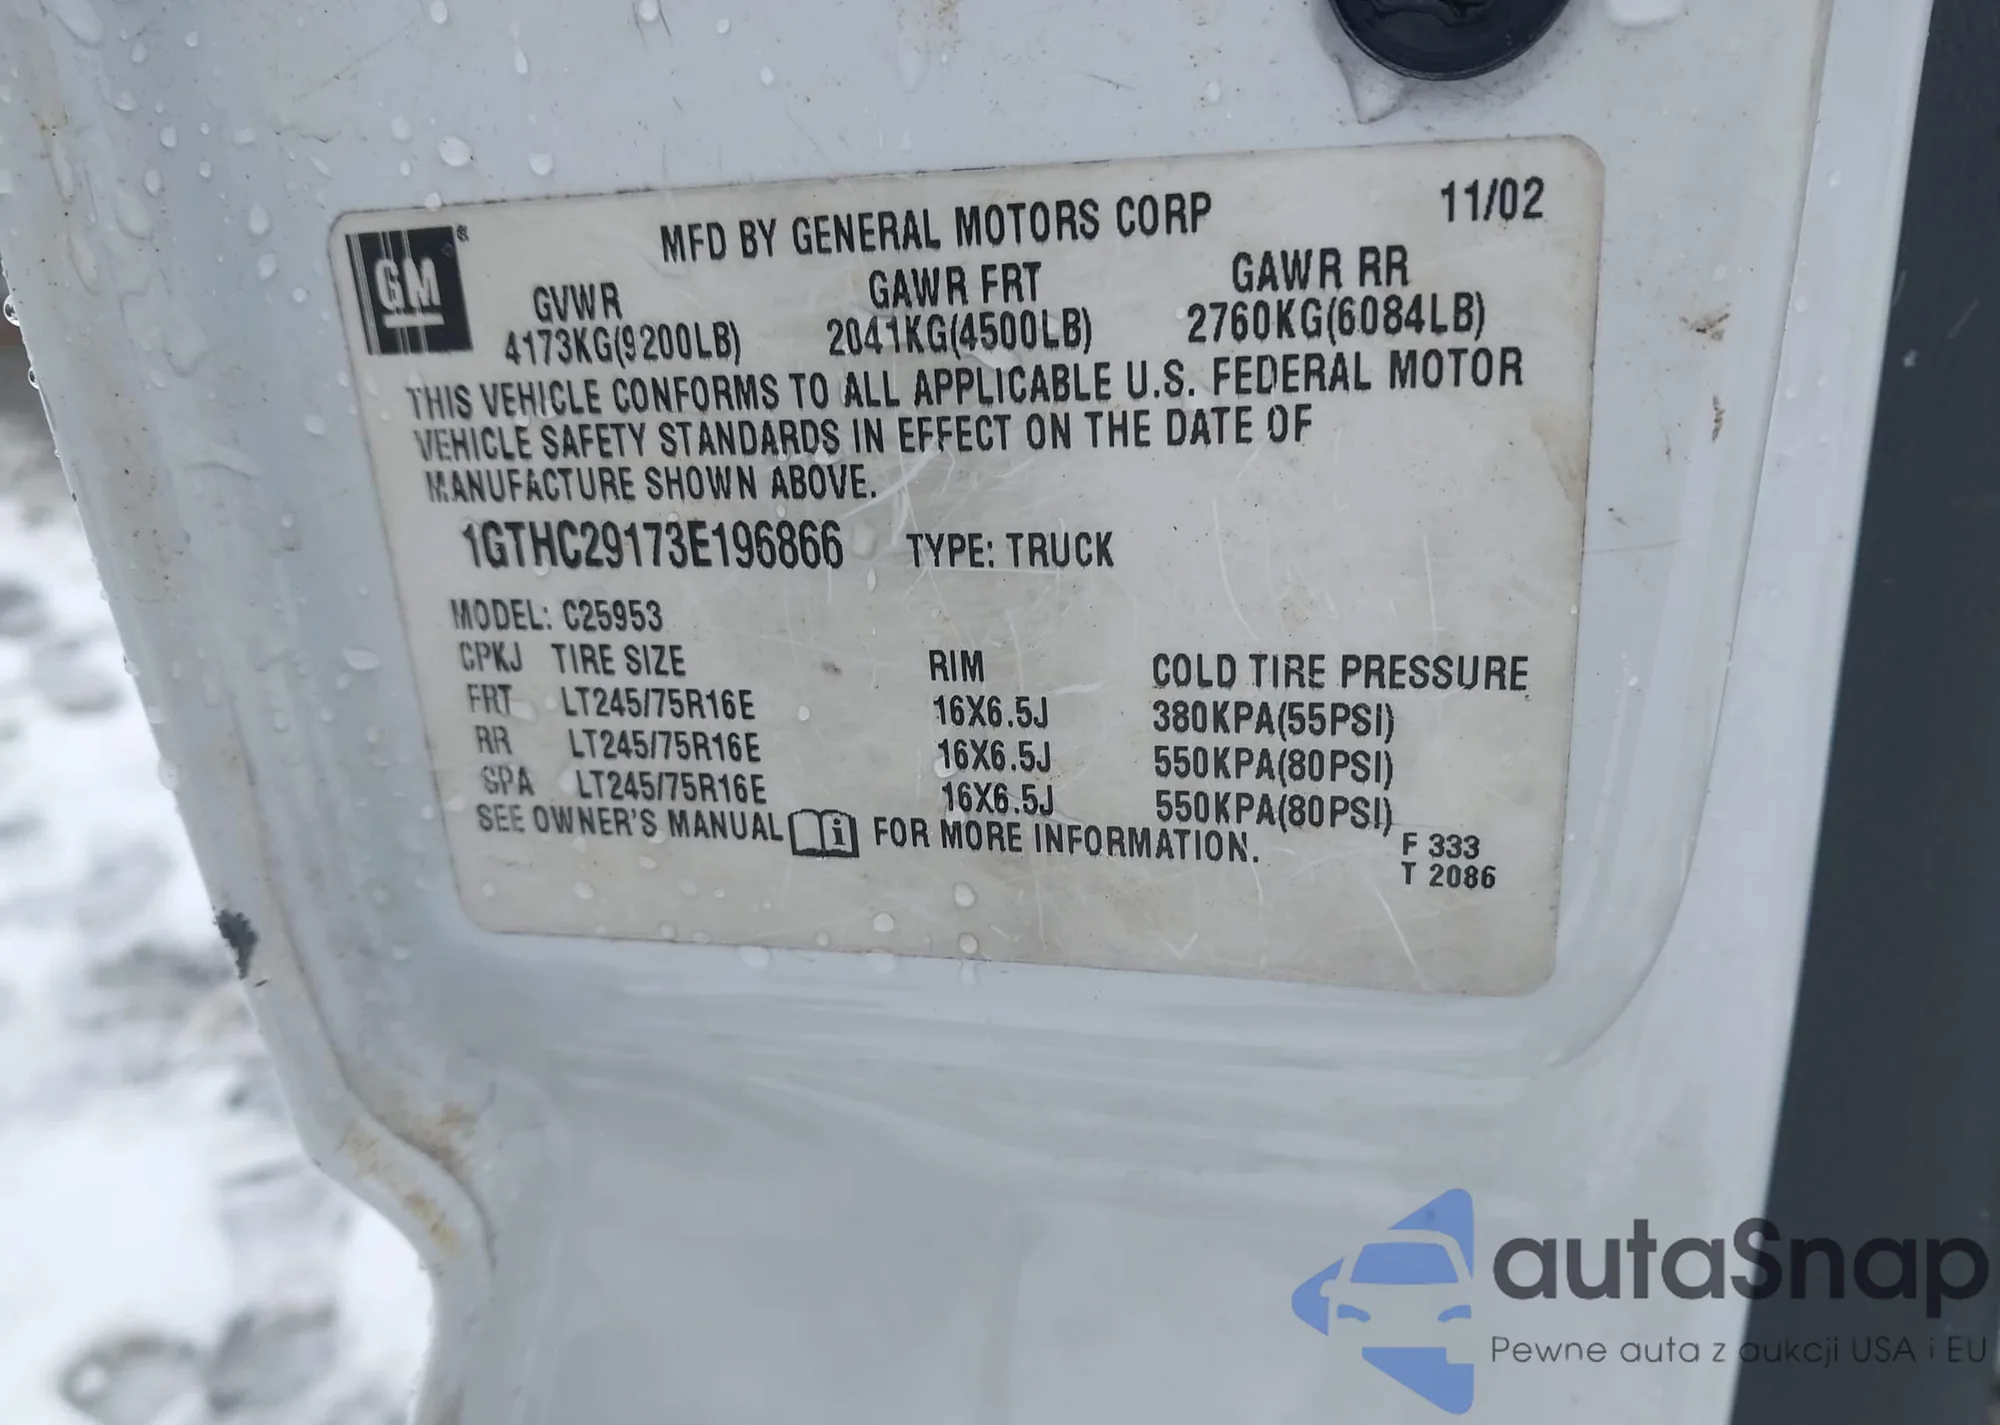 GM ® MFD BY GENERAL MOTORS CORP 11/02
GVWR GAWR FRT GAWR RR
4173KG(9200LB) 2041KG(4500LB) 2760KG(6084LB)
THIS VEHICLE CONFORMS TO ALL APPLICABLE U.S. FEDERAL MOTOR
VEHICLE SAFETY STANDARDS IN EFFECT ON THE DATE OF
MANUFACTURE SHOWN ABOVE.
1GTHC29173E196866 TYPE: TRUCK
MODEL: C25953
CPKJ TIRE SIZE RIM COLD TIRE PRESSURE
FRT LT245/75R16E 16X6.5J 380KPA(55PSI)
RR LT245/75R16E 16X6.5J 550KPA(80PSI)
SPA LT245/75R16E 16X6.5J 550KPA(80PSI)
SEE OWNER'S MANUAL i FOR MORE INFORMATION.
F 333
T 2086
autaSnap
Pewne auta z aukcji USA i EU